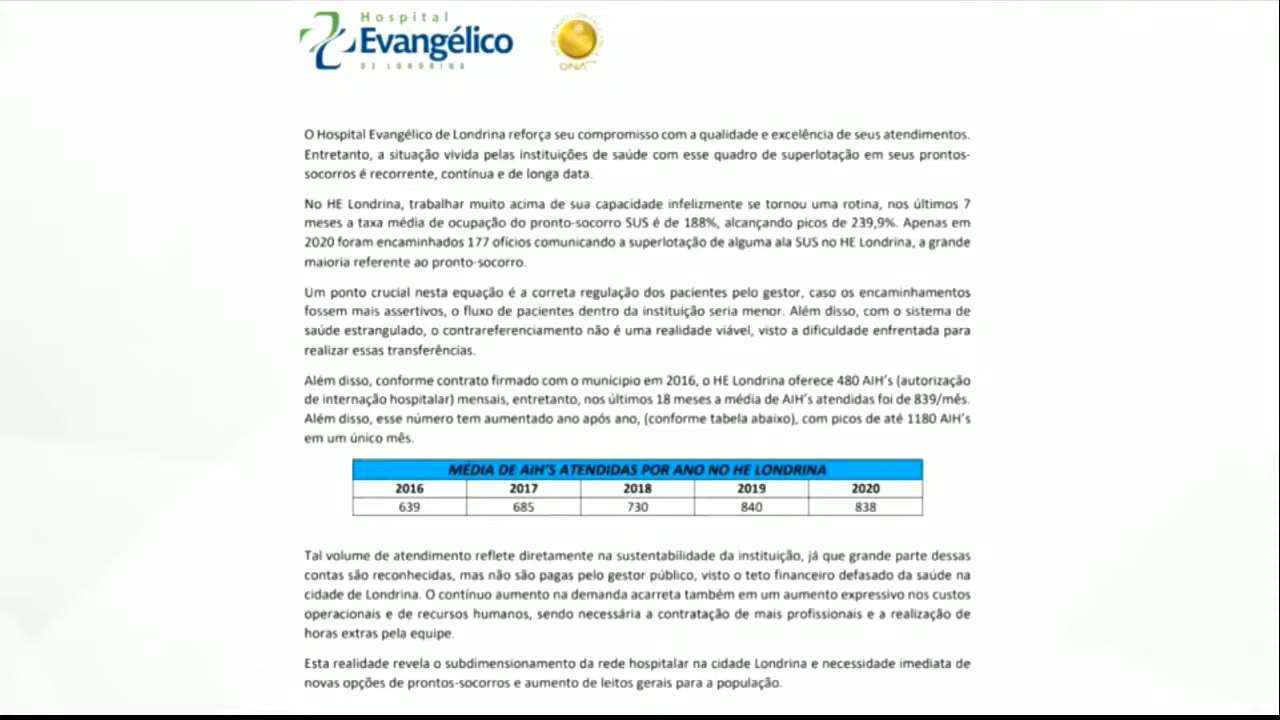 Hospital
Evangélico
DE LONDRINA
ONA
O Hospital Evangélico de Londrina reforça seu compromisso com a qualidade e excelência de seus atendimentos.
Entretanto, a situação vivida pelas instituições de saúde com esse quadro de superlotação em seus prontos-
socorros é recorrente, contínua e de longa data.
No HE Londrina, trabalhar muito acima de sua capacidade infelizmente se tornou uma rotina, nos últimos 7
meses a taxa média de ocupação do pronto-socorro SUS é de 188%, alcançando picos de 239,9%. Apenas em
2020 foram encaminhados 177 ofícios comunicando a superlotação de alguma ala SUS no HE Londrina, a grande
maioria referente ao pronto-socorro.
Um ponto crucial nesta equação é a correta regulação dos pacientes pelo gestor, caso os encaminhamentos
fossem mais assertivos, o fluxo de pacientes dentro da instituição seria menor. Além disso, com o sistema de
saúde estrangulado, o contrareferenciamento não é uma realidade viável, visto a dificuldade enfrentada para
realizar essas transferências.
Além disso, conforme contrato firmado com o município em 2016, o HE Londrina oferece 480 AIH's (autorização
de internação hospitalar) mensais, entretanto, nos últimos 18 meses a média de AIH's atendidas foi de 839/mês.
Além disso, esse número tem aumentado ano após ano, (conforme tabela abaixo), com picos de até 1180 AIH's
em um único mês.
MÉDIA DE AIH'S ATENDIDAS POR ANO NO HE LONDRINA
2016 2017 2018 2019 2020
639 685 730 840 838
Tal volume de atendimento reflete diretamente na sustentabilidade da instituição, já que grande parte dessas
contas são reconhecidas, mas não são pagas pelo gestor público, visto o teto financeiro defasado da saúde na
cidade de Londrina. O contínuo aumento na demanda acarreta também em um aumento expressivo nos custos
operacionais e de recursos humanos, sendo necessária a contratação de mais profissionais e a realização de
horas extras pela equipe.
Esta realidade revela o subdimensionamento da rede hospitalar na cidade Londrina e necessidade imediata de
novas opções de prontos-socorros e aumento de leitos gerais para a população.